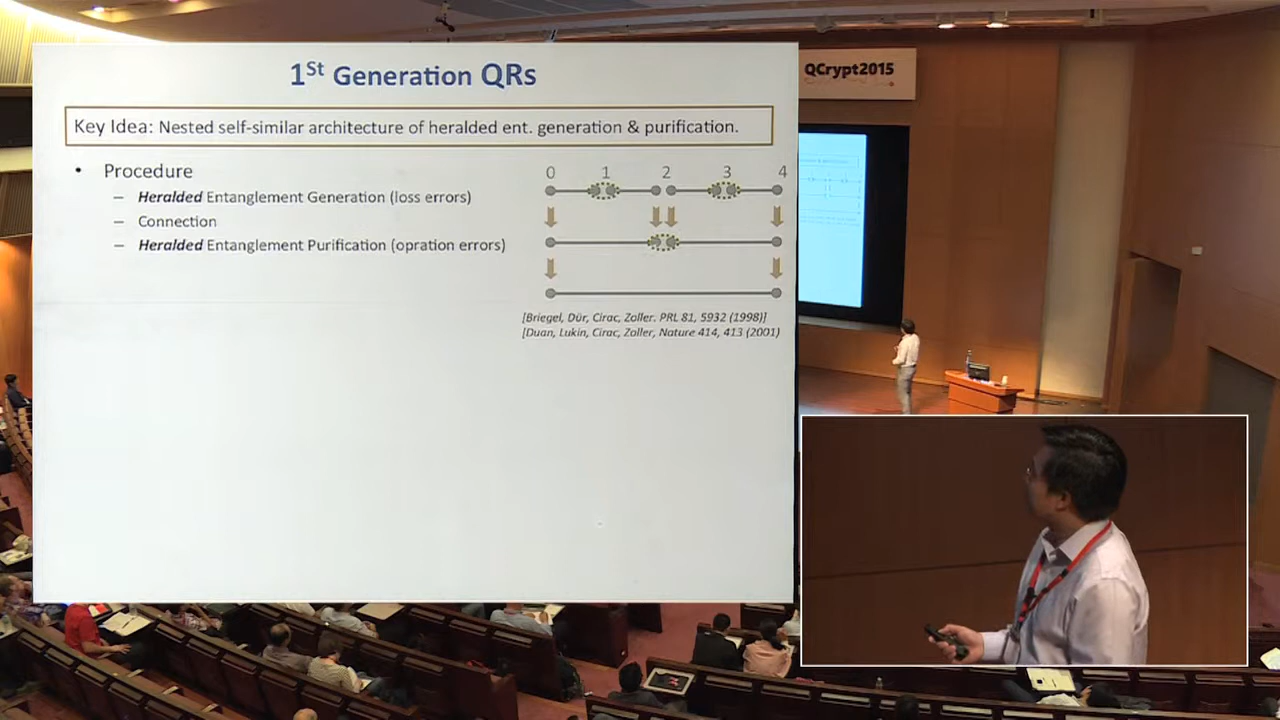 1St Generation QRs
Key Idea: Nested self-similar architecture of heralded ent. generation & purification.
• Procedure
– Heralded Entanglement Generation (loss errors)
– Connection
– Heralded Entanglement Purification (opration errors)
0 1 2 3 4
[Briegel, Dür, Cirac, Zoller. PRL 81, 5932 (1998)]
[Duan, Lukin, Cirac, Zoller, Nature 414, 413 (2001)
QCrypt2015